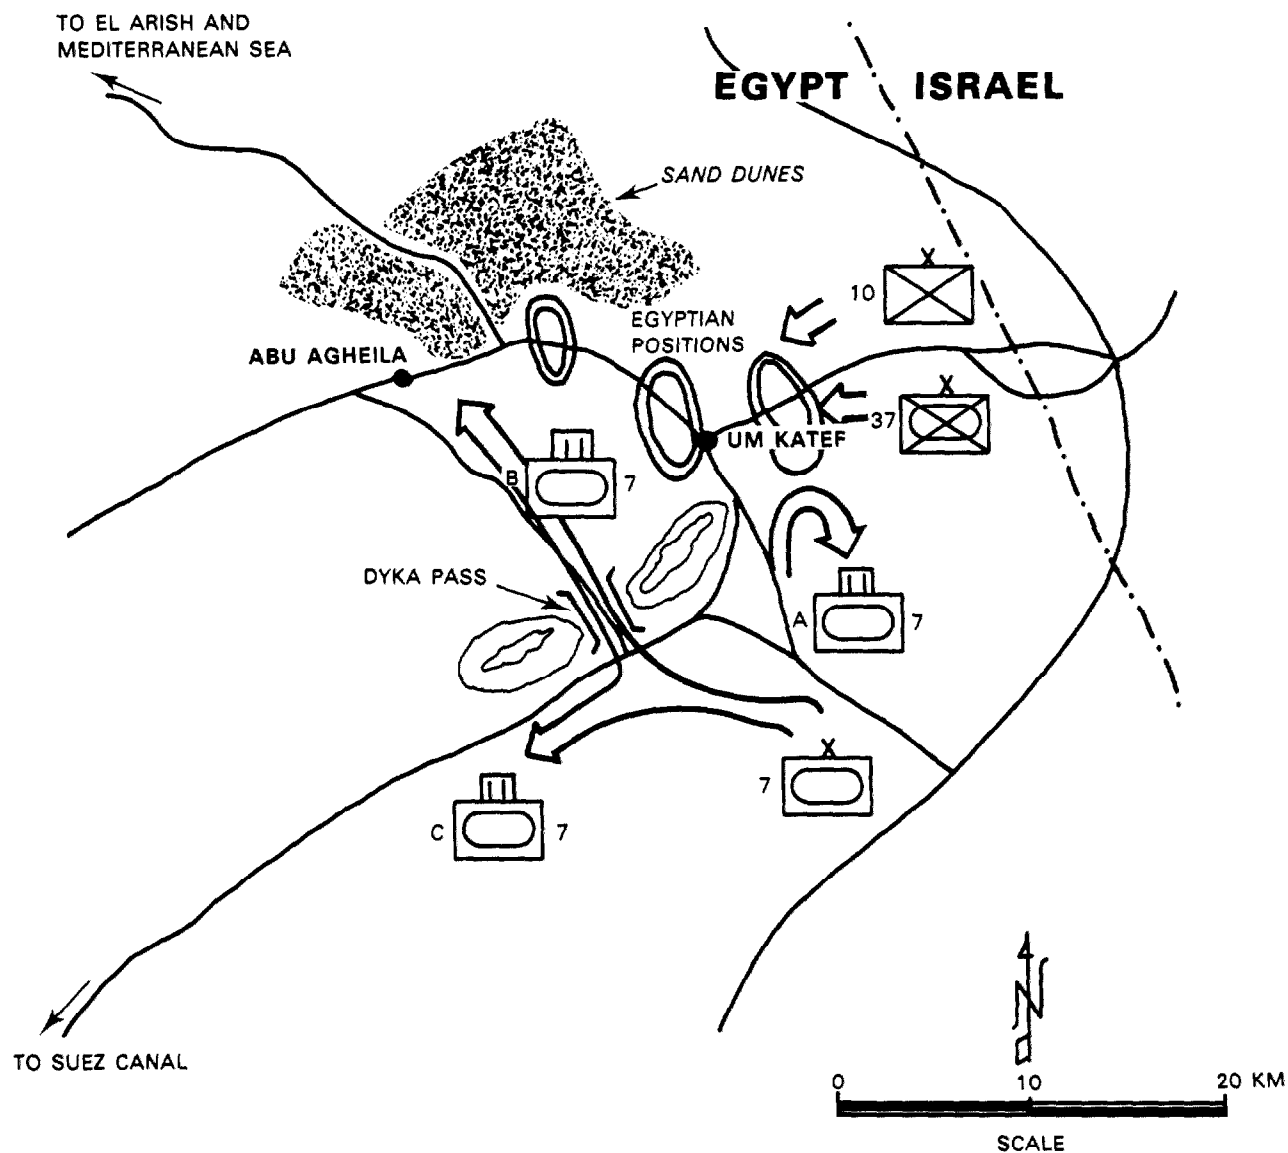 TO EL ARISH AND
MEDITERRANEAN SEA
EGYPT ISRAEL
SAND DUNES
X
10
EGYPTIAN
POSITIONS
ABU AGHEILA
X
37
UM KATEF
B 7
DYKA PASS
A 7
X
7
C 7
N
TO SUEZ CANAL
0 10 20 KM
SCALE